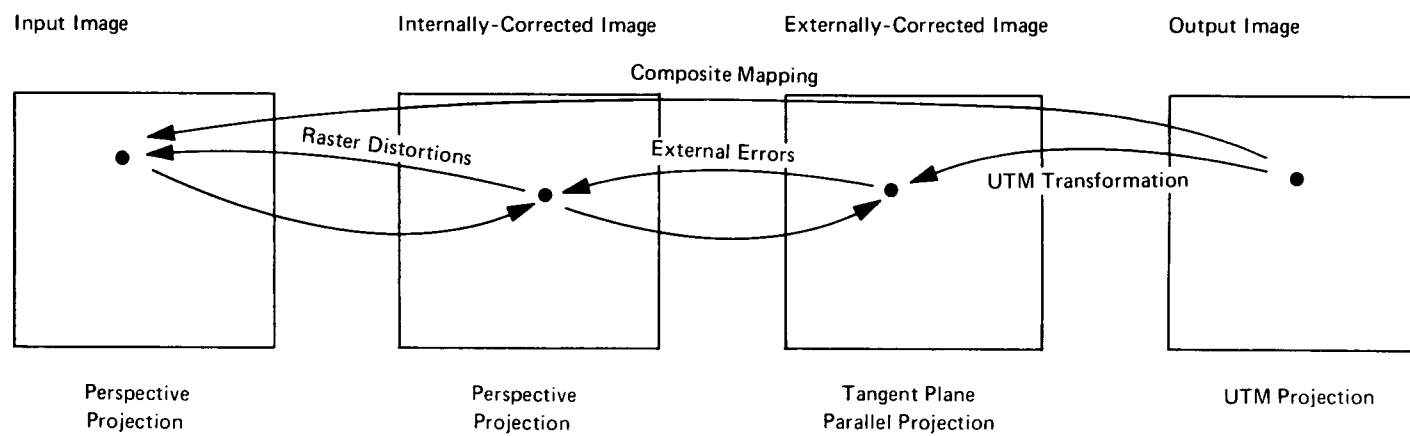 Input Image
Internally-Corrected Image
Externally-Corrected Image
Output Image
Composite Mapping
Raster Distortions
External Errors
UTM Transformation
Perspective
Projection
Perspective
Projection
Tangent Plane
Parallel Projection
UTM Projection